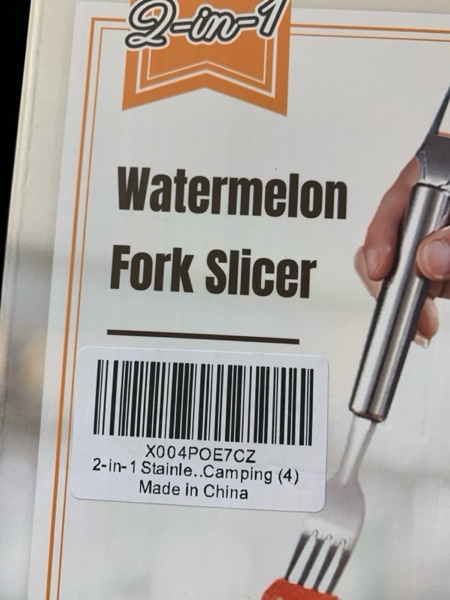 2-in-1
Watermelon
Fork Slicer
X004POE7CZ
2-in-1 Stainle..Camping (4)
Made in China